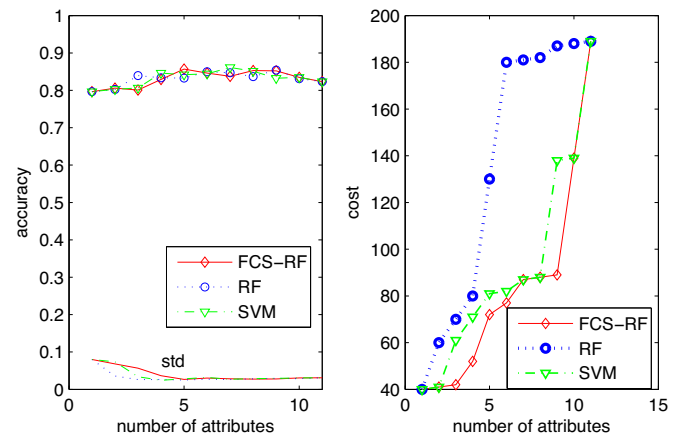 1
0.9
0.8
0.7
0.6
0.5
0.4
0.3
0.2
0.1
0
accuracy
FCS-RF
RF
SVM
std
0
5
10
number of attributes
200
180
160
140
120
100
80
60
40
cost
FCS-RF
RF
SVM
0
5
10
15
number of attributes